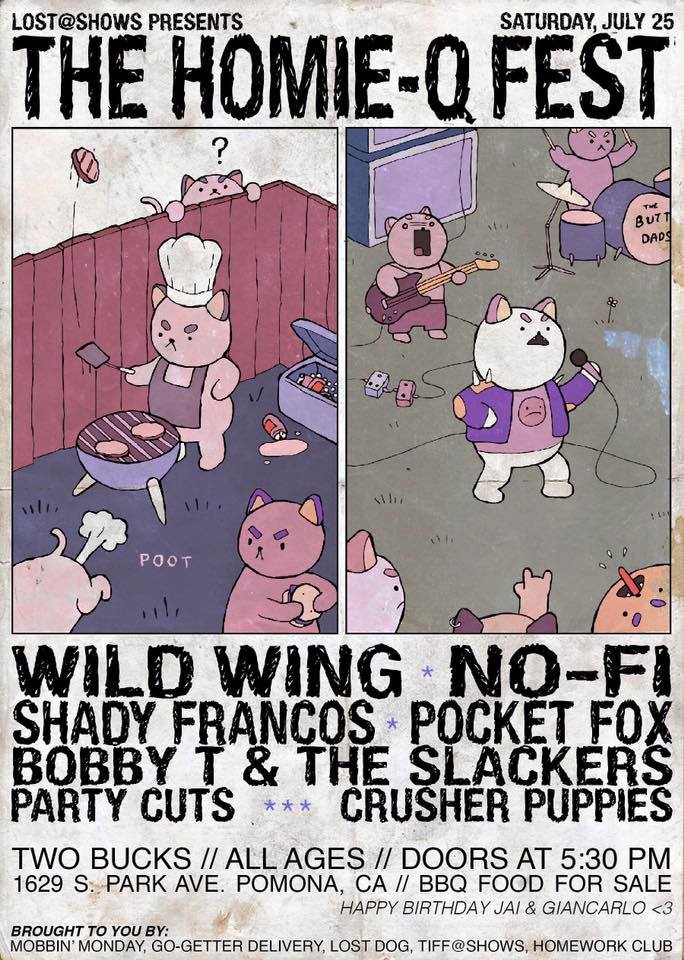 LOST@SHOWS PRESENTS
SATURDAY, JULY 25
THE HOMIE-Q FEST
?
THE
BUTT
DADS
POOT
WILD WING * NO-FI
SHADY FRANCOS * POCKET FOX
BOBBY T & THE SLACKERS
PARTY CUTS *** CRUSHER PUPPIES
TWO BUCKS // ALL AGES // DOORS AT 5:30 PM
1629 S. PARK AVE. POMONA, CA // BBQ FOOD FOR SALE
HAPPY BIRTHDAY JAI & GIANCARLO <3
BROUGHT TO YOU BY:
MOBBIN' MONDAY, GO-GETTER DELIVERY, LOST DOG, TIFF@SHOWS, HOMEWORK CLUB